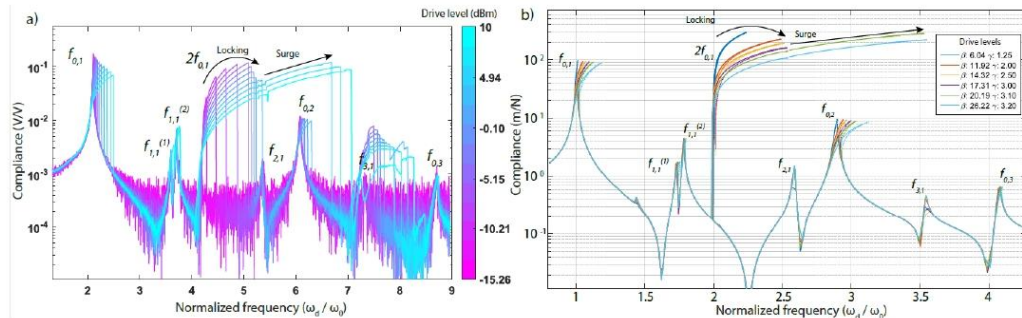 a)
Drive level (dBm)
Compliance (V/V)
10⁻¹
10⁻²
10⁻³
10⁻⁴
f0,1
f1,1(1)
f1,1(2)
2f0,1
Locking
Surge
f2,1
f0,2
f3,1
f0,3
2 3 4 5 6 7 8 9
Normalized frequency (ωd / ω0)
10
4.94
-0.10
-5.15
-10.21
-15.26
b)
Compliance (m/N)
10²
10¹
10⁰
10⁻¹
f0,1
f1,1(1)
f1,1(2)
2f0,1
Locking
Surge
f2,1
f0,2
f3,1
f0,3
1 1.5 2 2.5 3 3.5 4
Normalized frequency (ωd / ω0)
Drive levels
β: 6.04 γ: 1.25
β: 11.92 γ: 2.00
β: 14.32 γ: 2.50
β: 17.31 γ: 3.00
β: 20.19 γ: 3.10
β: 26.22 γ: 3.20